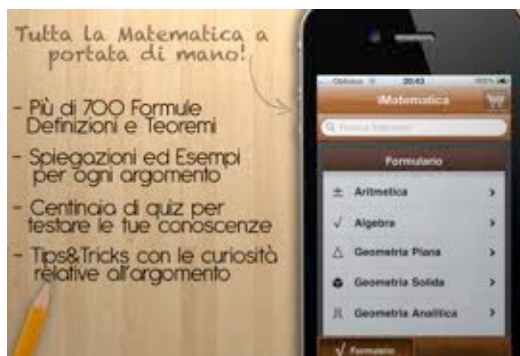 Tutta la Matematica a
portata di mano!
- Più di 700 Formule
Definizioni e Teoremi
- Spiegazioni ed Esempi
per ogni argomento
- Centinaia di quiz per
testare le tue conoscenze
- Tips&Tricks con le curiosità
relative all'argomento
20:43
iMatematica
Formulario
± Aritmetica
√ Algebra
Geometria Piana
Geometria Solida
Geometria Analitica
√ Formulario